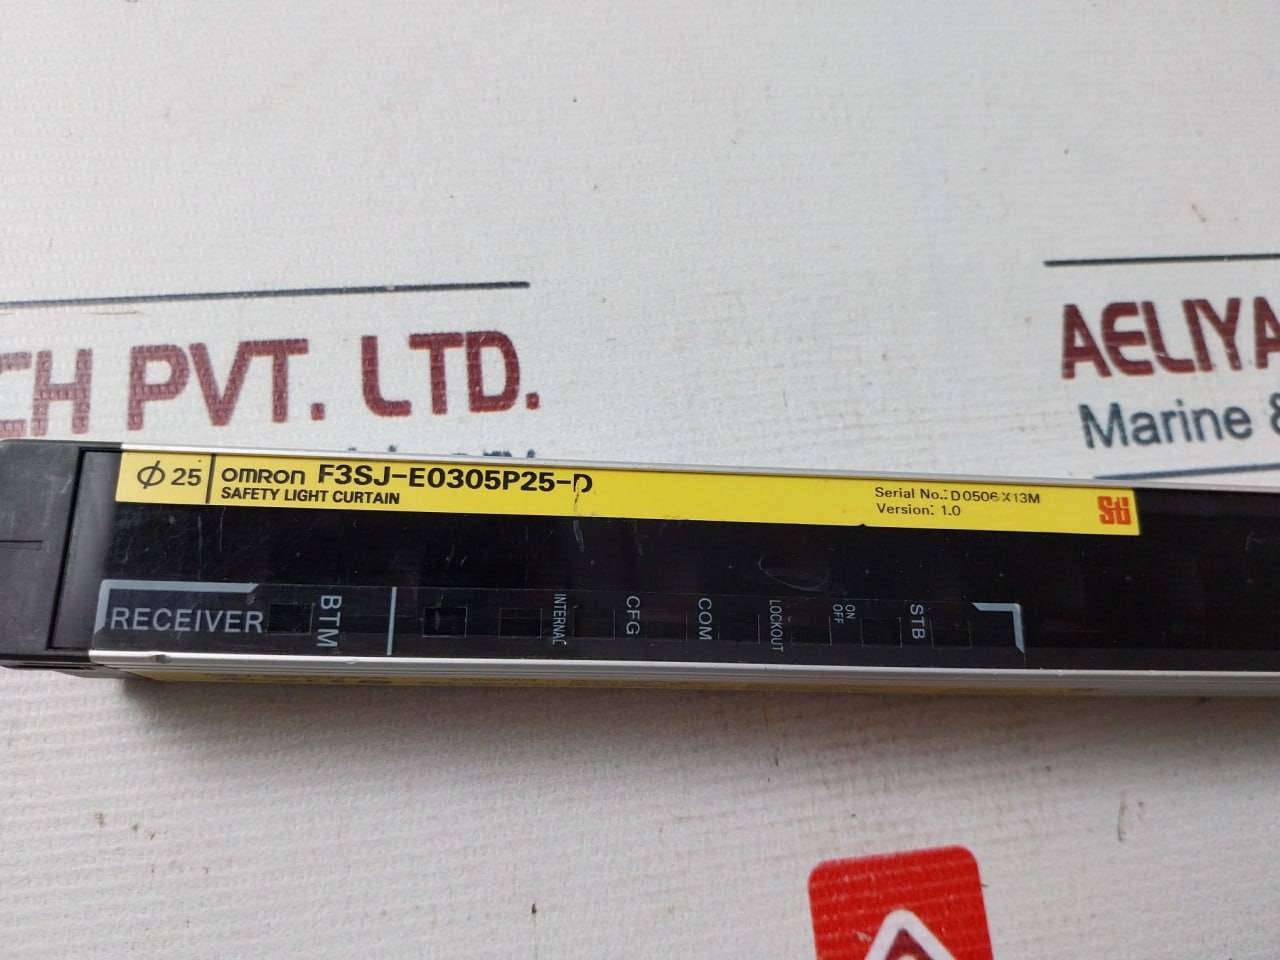 CH PVT. LTD.
AELIYA
Marine &
Φ 25
omron F3SJ-E0305P25-D
SAFETY LIGHT CURTAIN
Serial No.: D0506X13M
Version: 1.0
Sti
RECEIVER
BTM
INTERNAL
CFG
COM
LOCKOUT
ON
OFF
STB